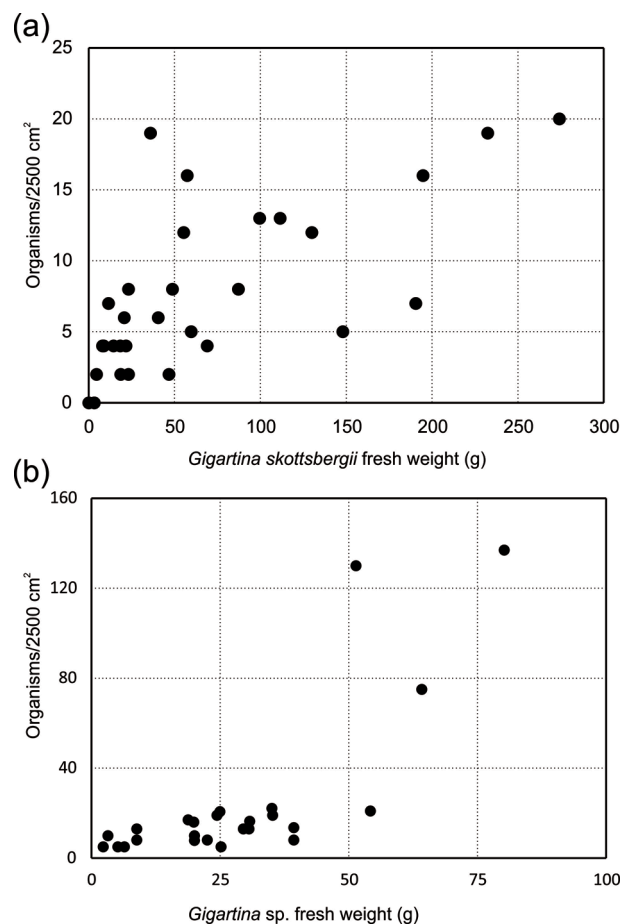 (a)
25
20
15
10
5
0
Organisms/2500 cm²
0 50 100 150 200 250 300
Gigartina skottsbergii fresh weight (g)
(b)
160
120
80
40
0
Organisms/2500 cm²
0 25 50 75 100
Gigartina sp. fresh weight (g)